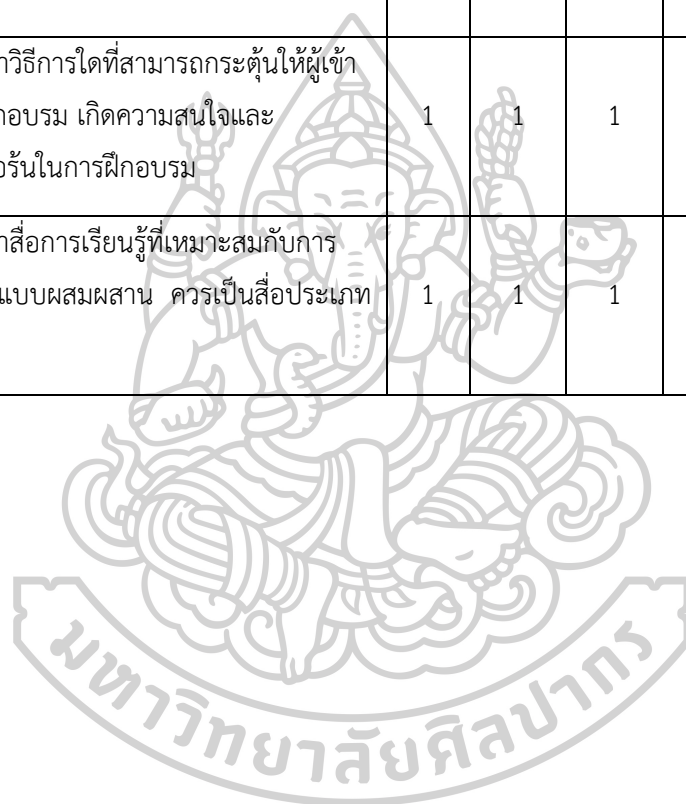 าวิธีการใดที่สามารถกระตุ้นให้ผู้เข้า
กอบรม เกิดความสนใจและ 1 1 1
อร้นในการฝึกอบรม
าสื่อการเรียนรู้ที่เหมาะสมกับการ
แบบผสมผสาน ควรเป็นสื่อประเภท 1 1 1
มหาวิทยาลัยศิลปากร